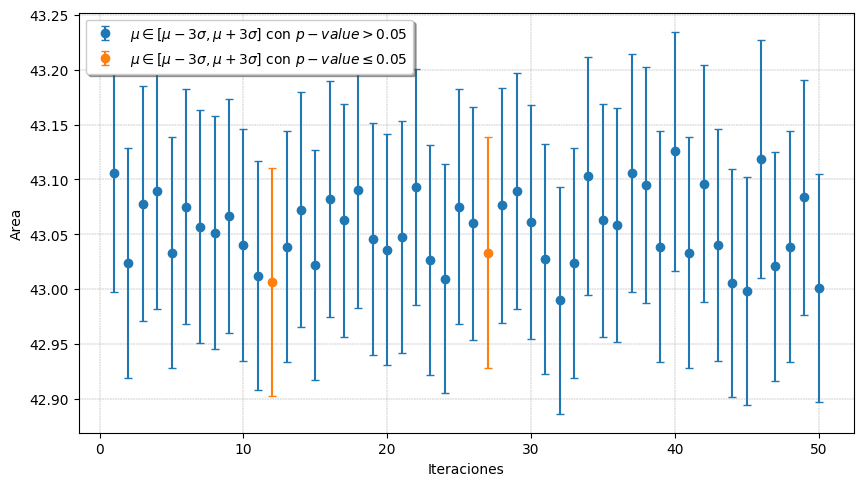 43.25
43.20
43.15
43.10
43.05
43.00
42.95
42.90
Area
μ ∈ [μ − 3σ, μ + 3σ] con p − value > 0.05
μ ∈ [μ − 3σ, μ + 3σ] con p − value ≤ 0.05
0 10 20 30 40 50
Iteraciones